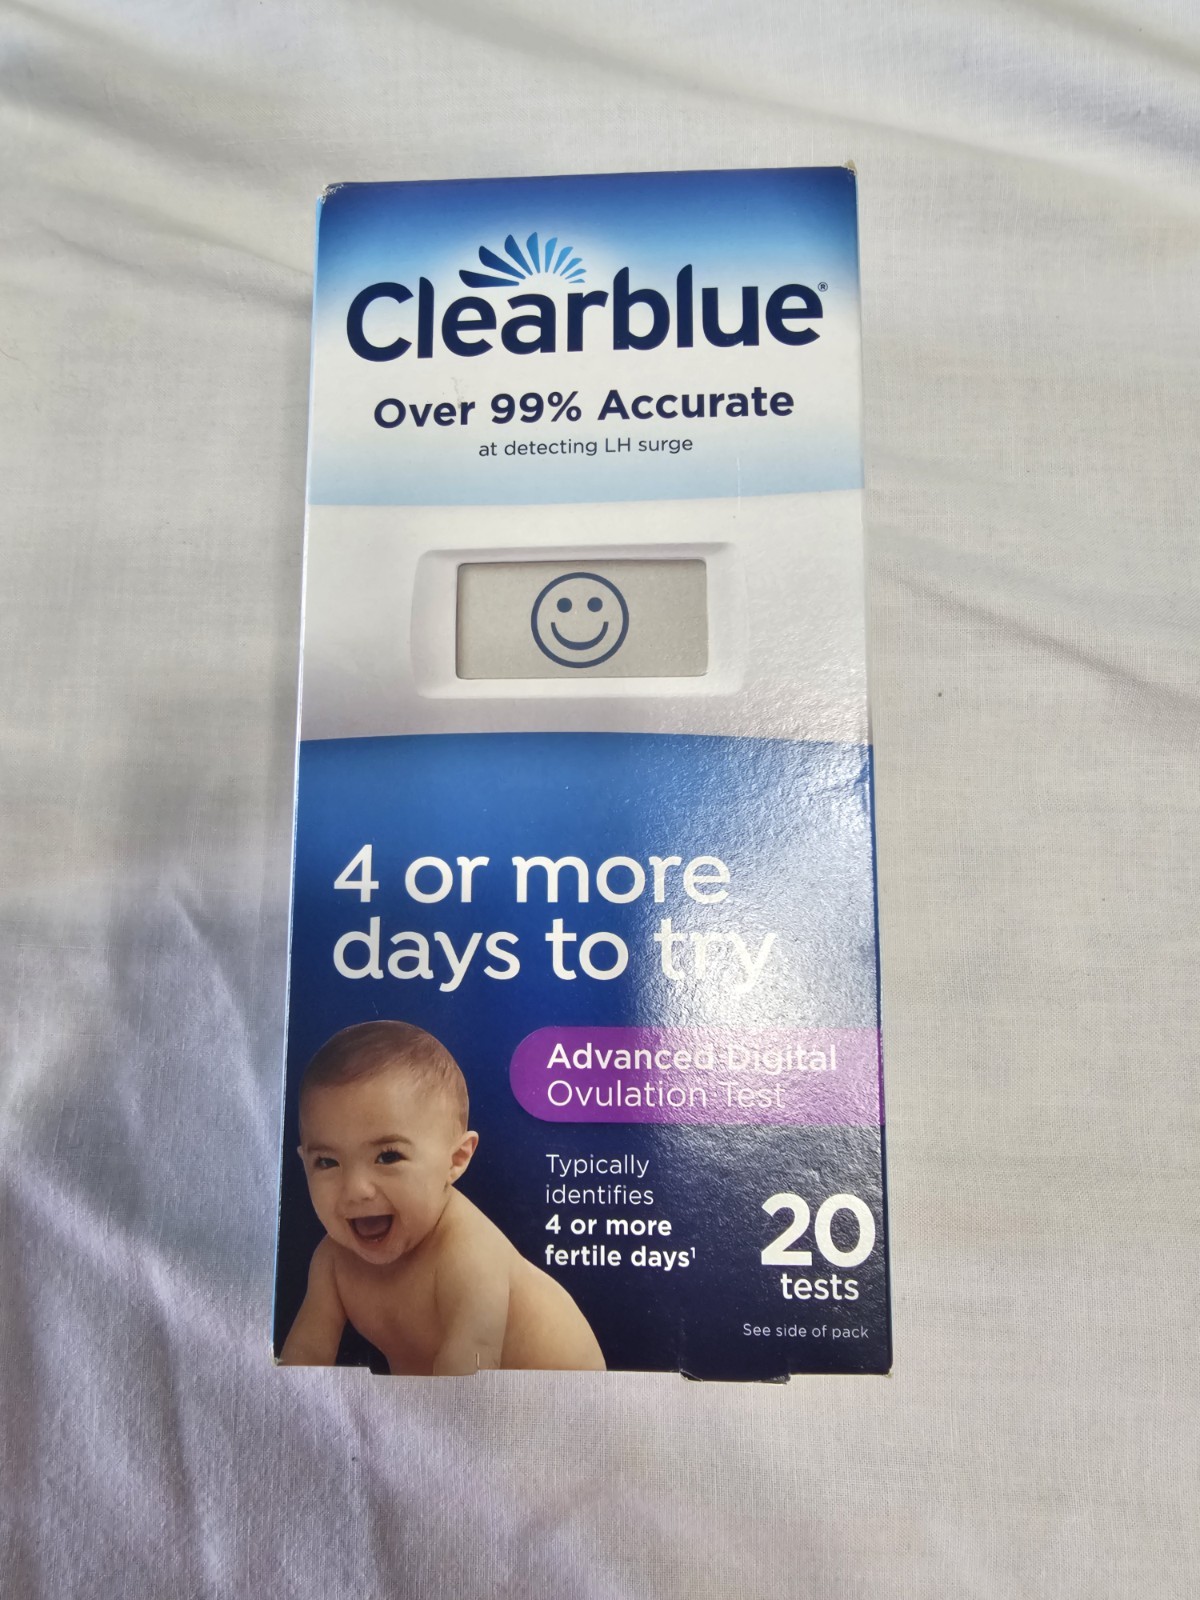 Clearblue®
Over 99% Accurate
at detecting LH surge
4 or more
days to try
Advanced Digital
Ovulation Test
Typically
identifies
4 or more
fertile days¹
20
tests
See side of pack